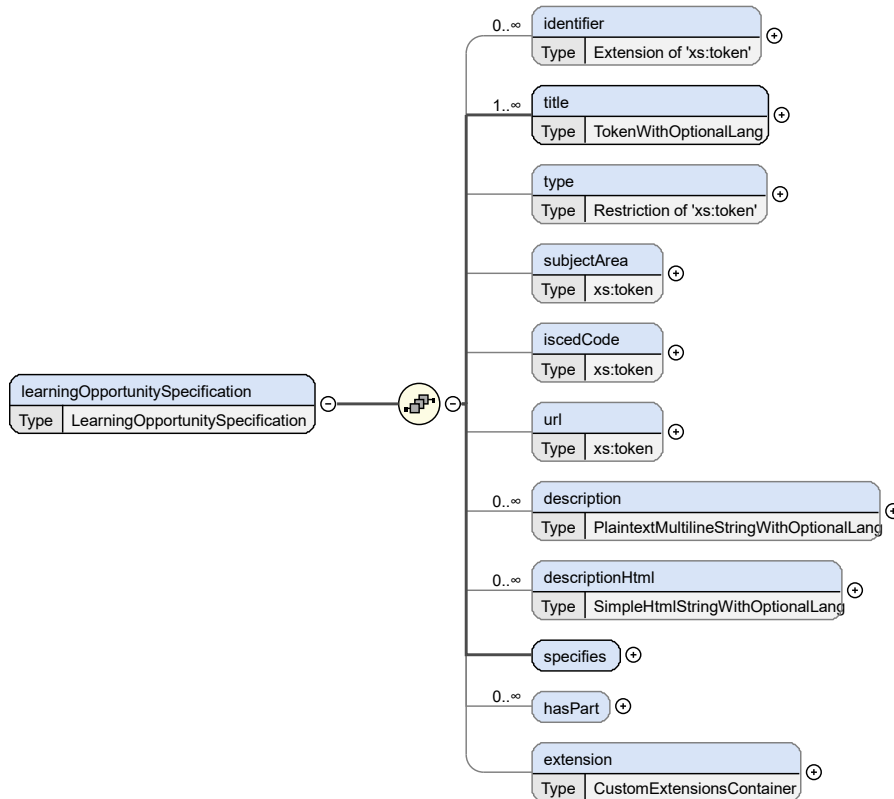 0..∞
identifier
Type Extension of 'xs:token'
1..∞
title
Type TokenWithOptionalLang
type
Type Restriction of 'xs:token'
subjectArea
Type xs:token
iscedCode
Type xs:token
learningOpportunitySpecification
Type LearningOpportunitySpecification
url
Type xs:token
0..∞
description
Type PlaintextMultilineStringWithOptionalLang
0..∞
descriptionHtml
Type SimpleHtmlStringWithOptionalLang
specifies
0..∞
hasPart
extension
Type CustomExtensionsContainer